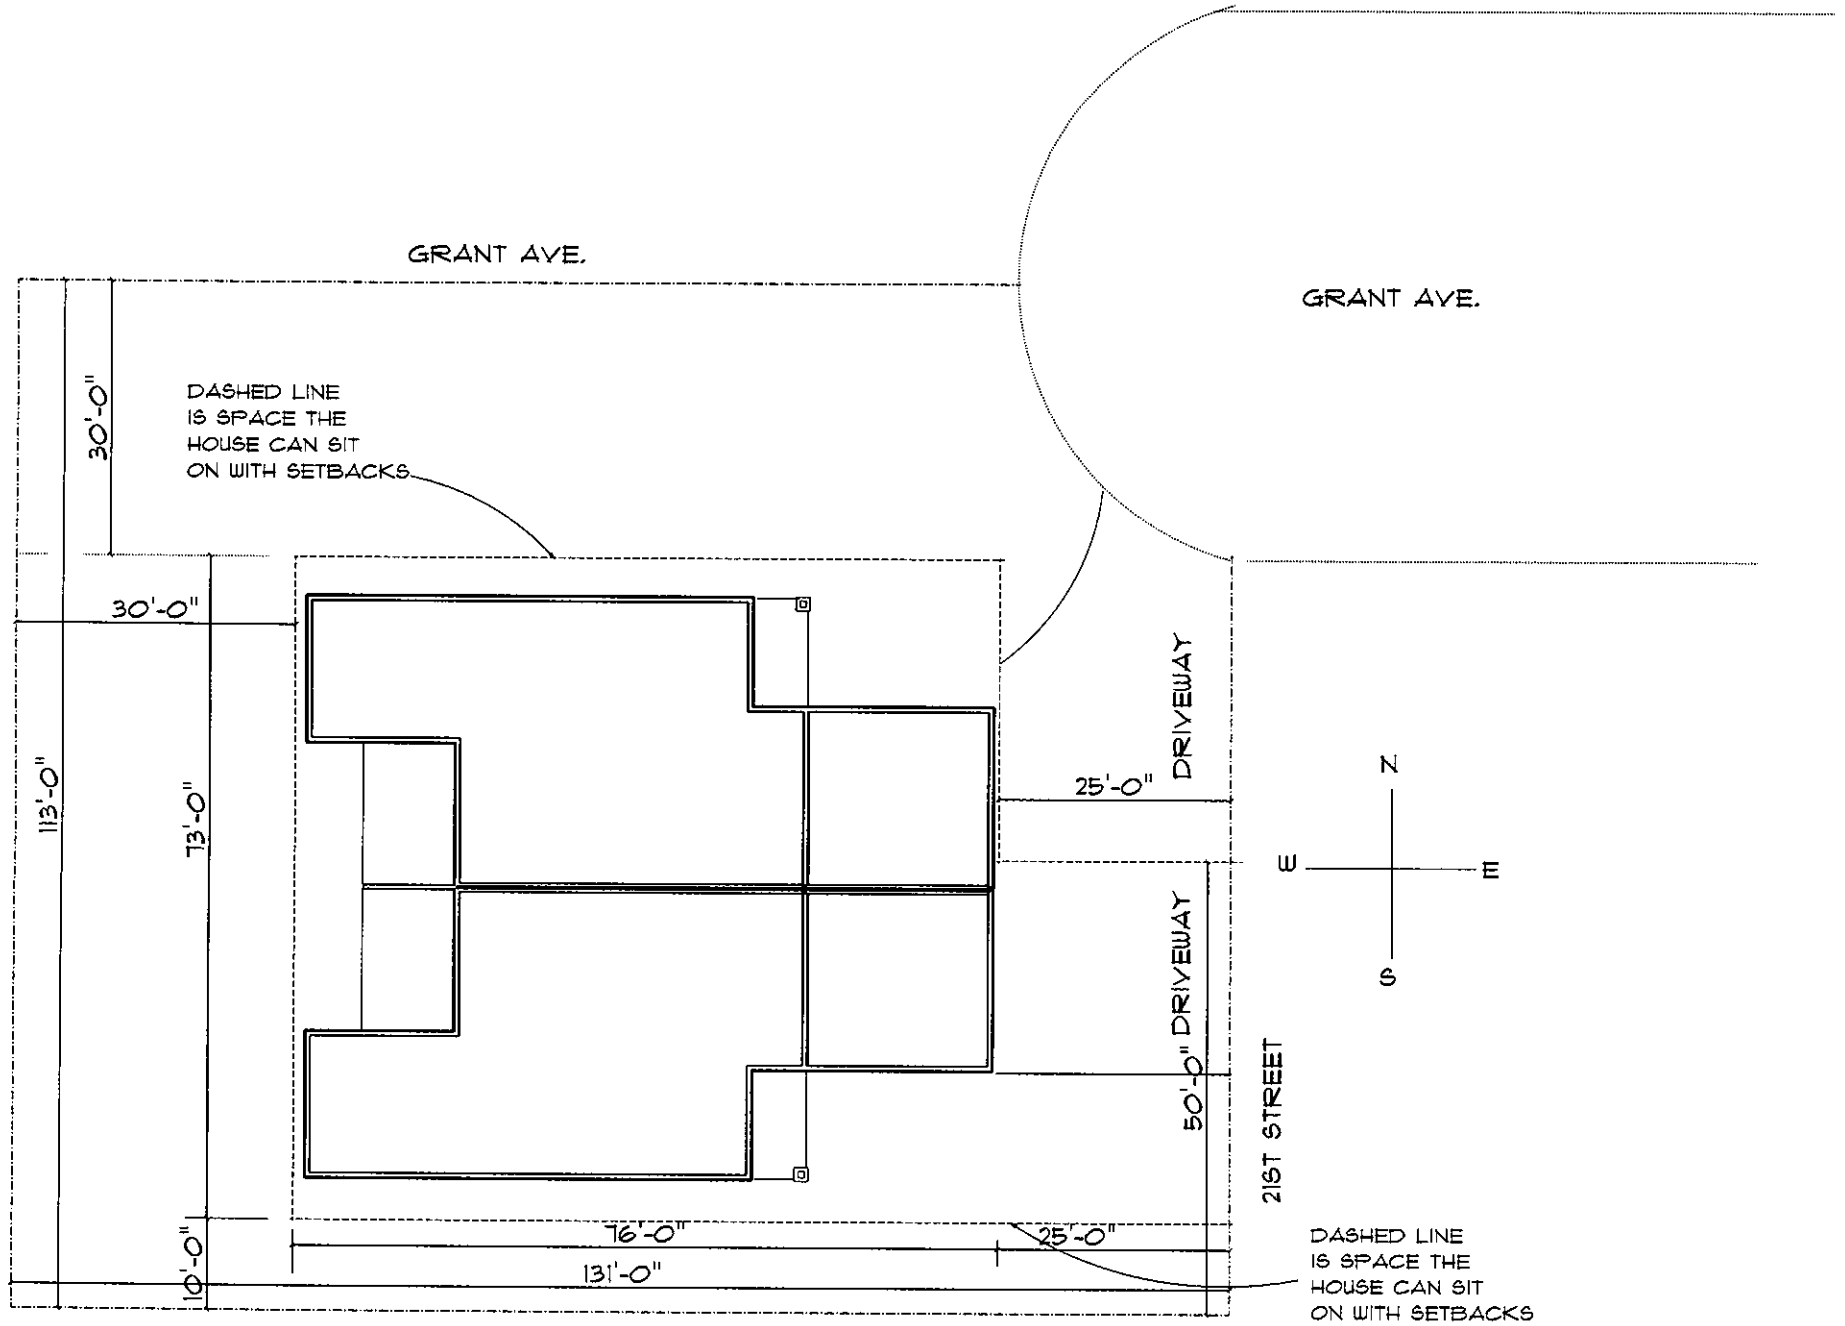 GRANT AVE.
GRANT AVE.
30'-0"
DASHED LINE
IS SPACE THE
HOUSE CAN SIT
ON WITH SETBACKS
30'-0"
DRIVEWAY
25'-0"
113'-0"
73'-0"
N
W
E
S
DRIVEWAY
50'-0"
21ST STREET
10'-0"
76'-0"
25'-0"
131'-0"
DASHED LINE
IS SPACE THE
HOUSE CAN SIT
ON WITH SETBACKS